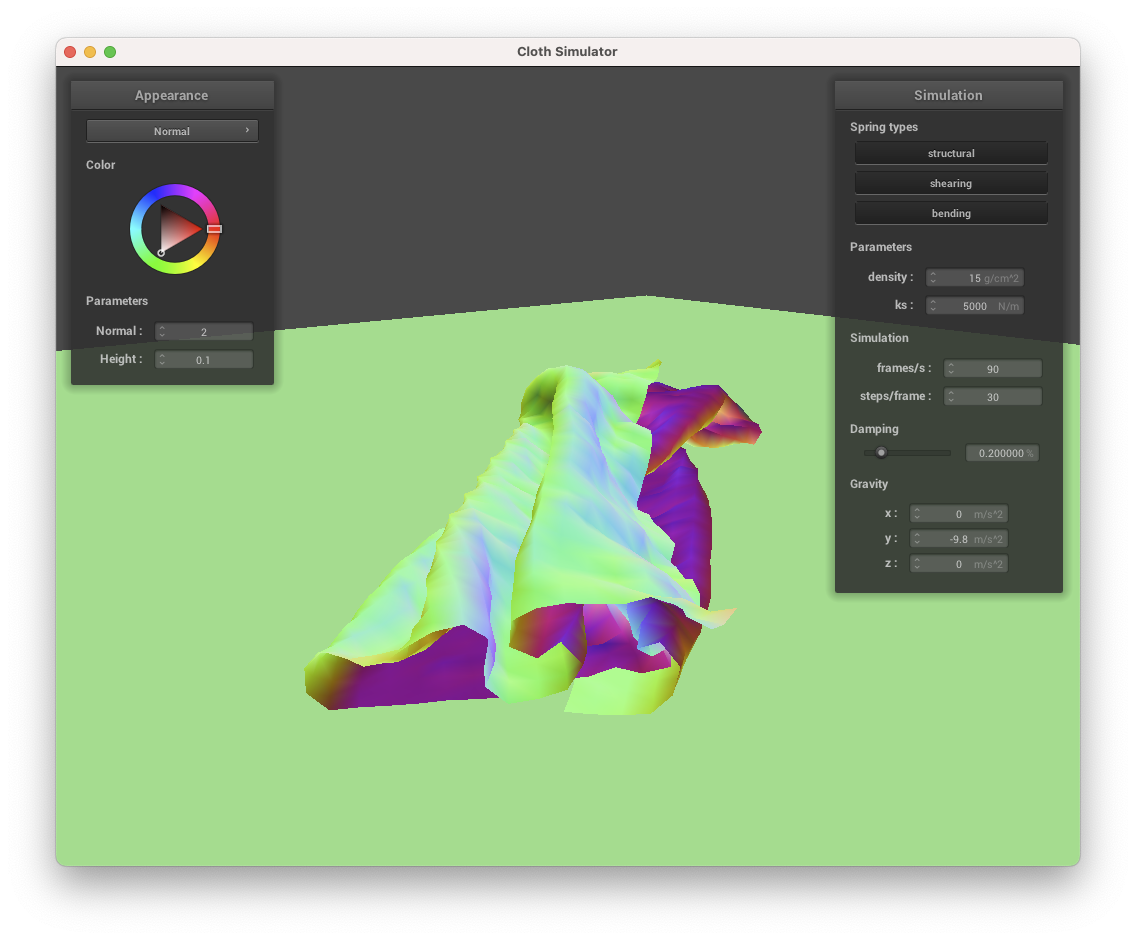 Cloth Simulator
Appearance
Normal
Color
Parameters
Normal : 2
Height : 0.1
Simulation
Spring types
structural
shearing
bending
Parameters
density : 15 g/cm^2
ks : 5000 N/m
Simulation
frames/s : 90
steps/frame : 30
Damping
0.200000 %
Gravity
x : 0 m/s^2
y : -9.8 m/s^2
z : 0 m/s^2